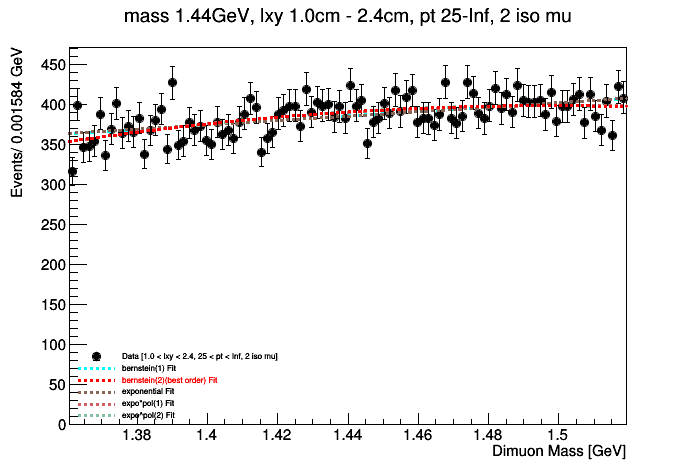 mass 1.44GeV, lxy 1.0cm - 2.4cm, pt 25-Inf, 2 iso mu
Events/ 0.001584 GeV
450
400
350
300
250
200
150
100
50
0
Data [1.0 < lxy < 2.4, 25 < pt < Inf, 2 iso mu]
bernstein(1) Fit
bernstein(2)(best order) Fit
exponential Fit
expo*pol(1) Fit
expo*pol(2) Fit
1.38 1.4 1.42 1.44 1.46 1.48 1.5
Dimuon Mass [GeV]